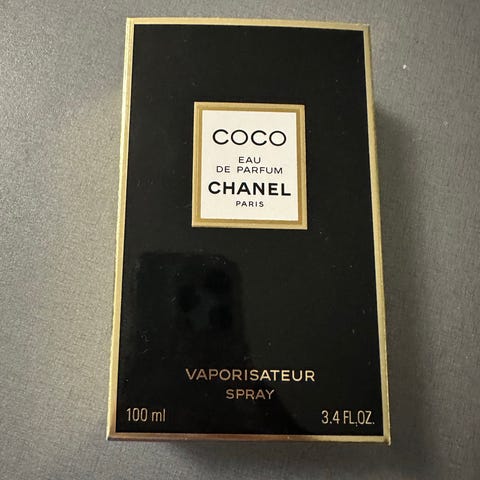 COCO
EAU
DE PARFUM
CHANEL
PARIS
VAPORISATEUR
SPRAY
100 ml 3.4 FL.OZ.